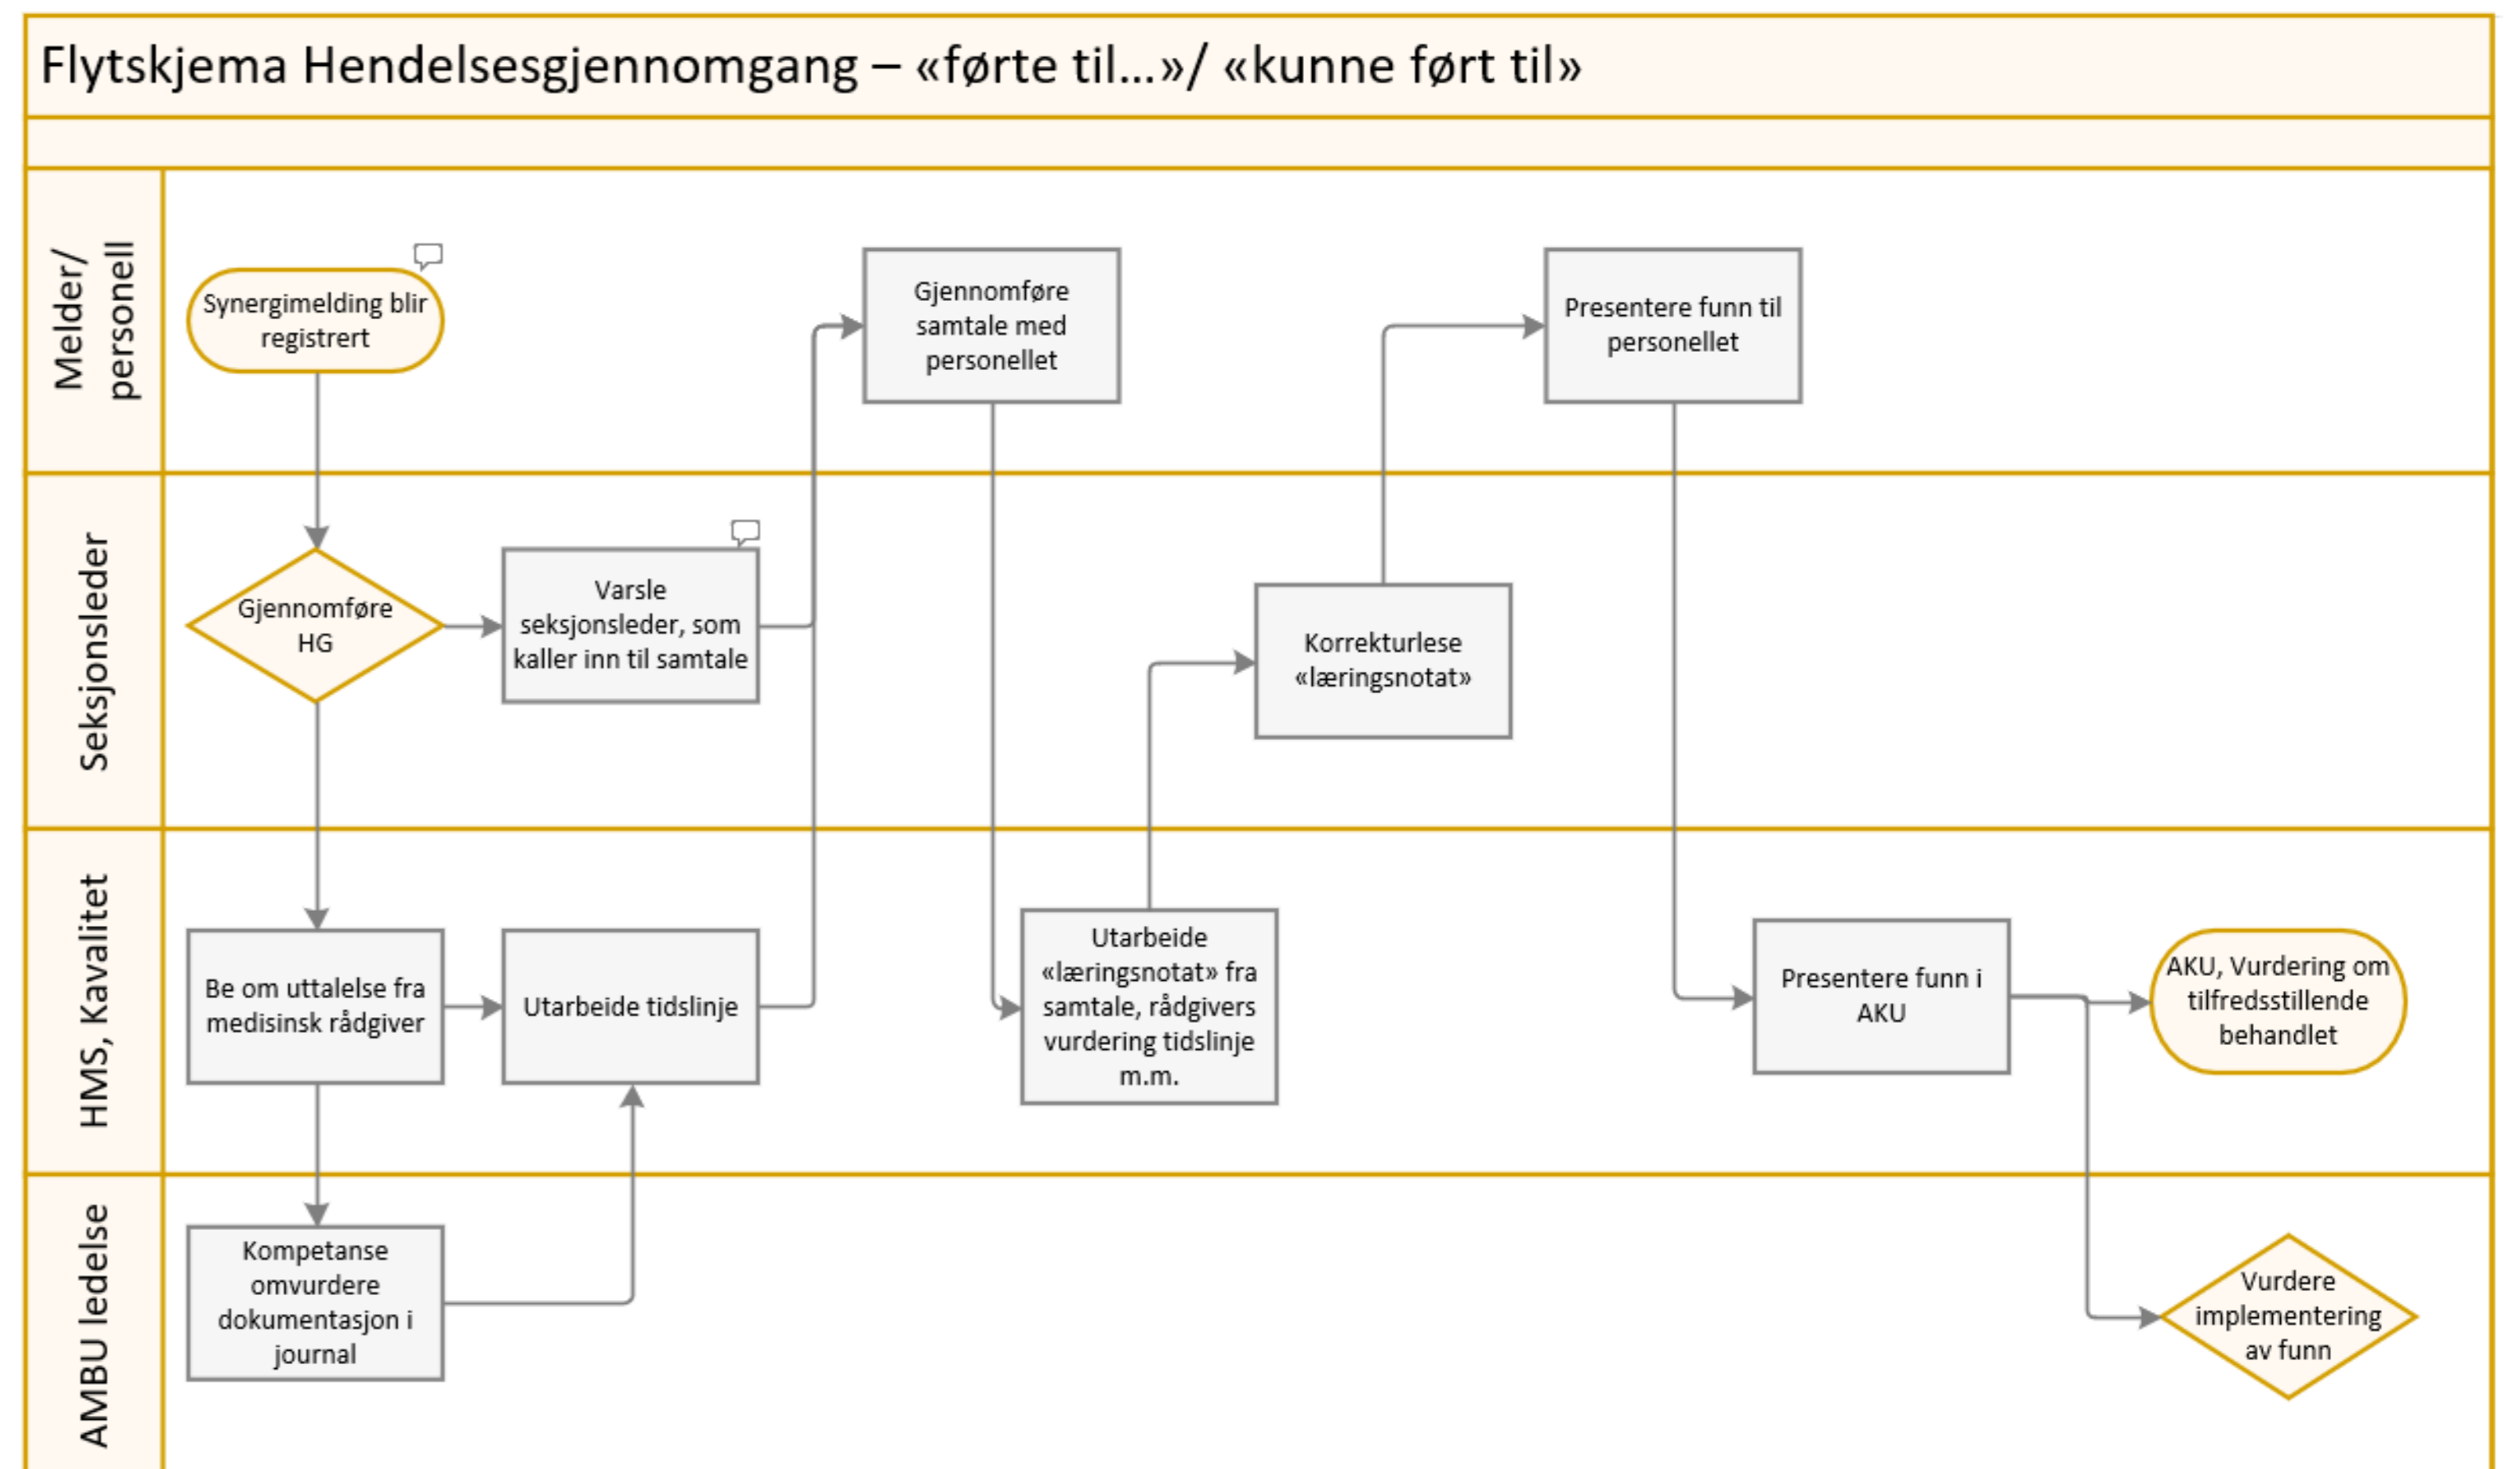 Flytskjema Hendelsesgjennomgang – «førte til...»/ «kunne ført til»
Melder/
personell
Synergimelding blir
registrert
Gjennomføre
samtale med
personellet
Presentere funn til
personellet
Seksjonsleder
Gjennomføre
HG
Varsle
seksjonsleder, som
kaller inn til samtale
Korrekturlese
«læringsnotat»
HMS, Kavalitet
Be om uttalelse fra
medisinsk rådgiver
Utarbeide tidslinje
Utarbeide
«læringsnotat» fra
samtale, rådgivers
vurdering tidslinje
m.m.
Presentere funn i
AKU
AKU, Vurdering om
tilfredsstillende
behandlet
AMBU ledelse
Kompetanse
omvurdere
dokumentasjon i
journal
Vurdere
implementering
av funn